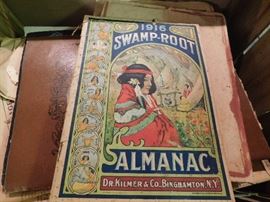 1916
SWAMP-ROOT
ALMANAC
DR. KILMER & CO. BINGHAMTON, N.Y.